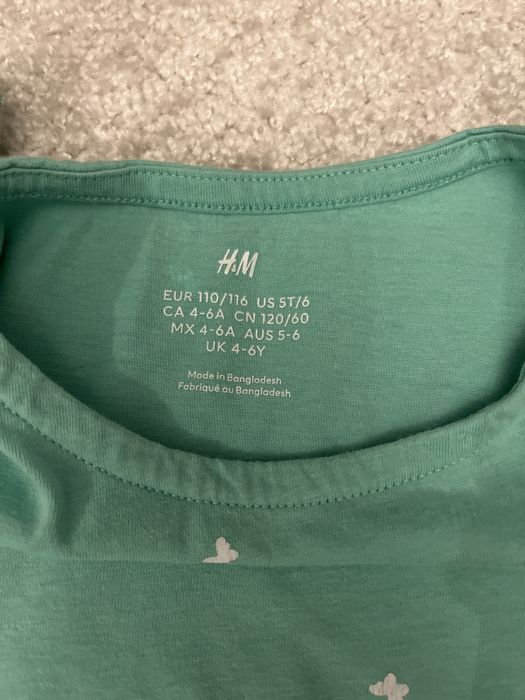 H&M
EUR 110/116 US 5T/6
CA 4-6A CN 120/60
MX 4-6A AUS 5-6
UK 4-6Y
Made in Bangladesh
Fabriqué au Bangladesh